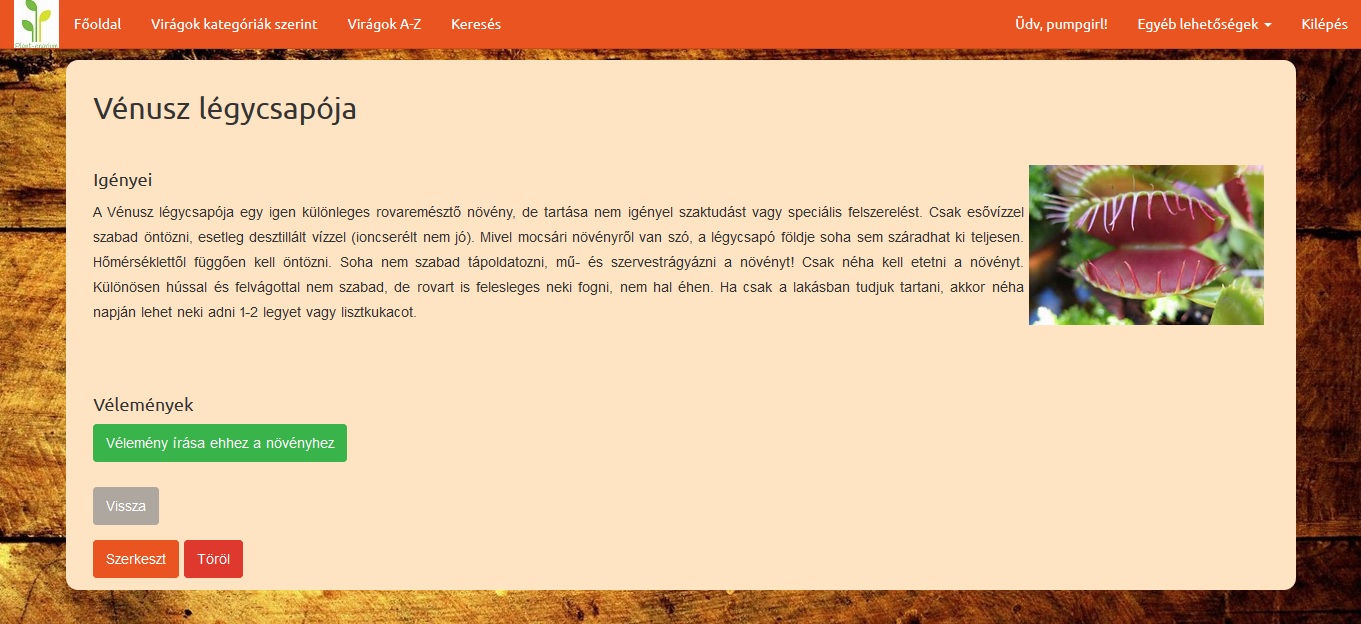 Főoldal Virágok kategóriák szerint Virágok A-Z Keresés Üdv, pumpgirl! Egyéb lehetőségek Kilépés
Vénusz légycsapója
Igényei
A Vénusz légycsapója egy igen különleges rovaremésztő növény, de tartása nem igényel szaktudást vagy speciális felszerelést. Csak esővízzel
szabad öntözni, esetleg desztillált vízzel (ioncserélt nem jó). Mivel mocsári növényről van szó, a légycsapó földje soha sem száradhat ki teljesen.
Hőmérséklettől függően kell öntözni. Soha nem szabad tápoldatozni, mű- és szervestrágyázni a növényt! Csak néha kell etetni a növényt.
Különösen hússal és felvágottal nem szabad, de rovart is felesleges neki fogni, nem hal éhen. Ha csak a lakásban tudjuk tartani, akkor néha
napján lehet neki adni 1-2 legyet vagy lisztkukacot.
Vélemények
Vélemény írása ehhez a növényhez
Vissza
Szerkeszt Töröl